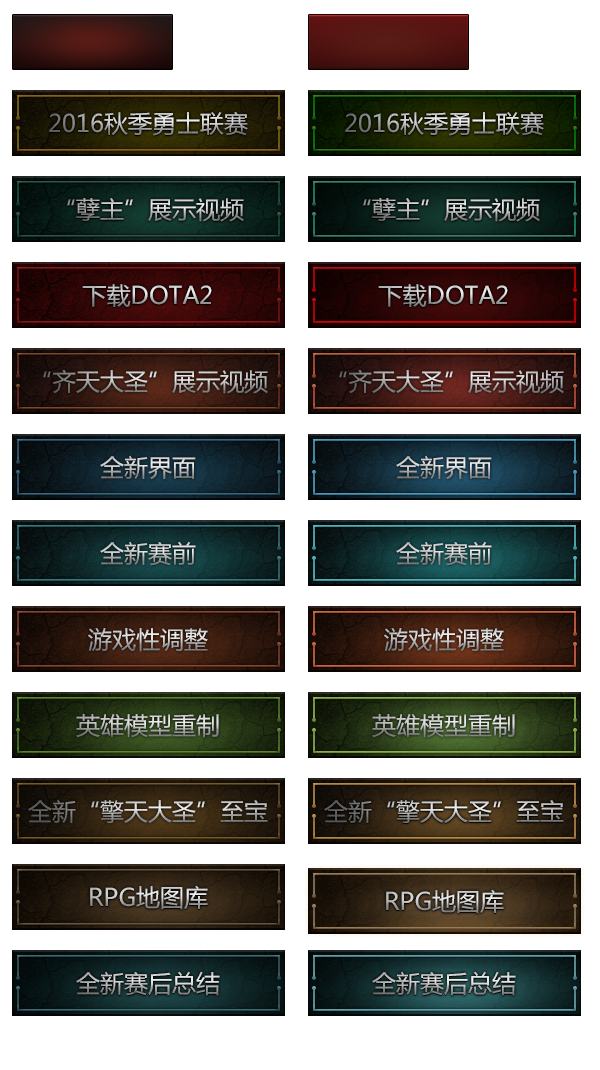 2016秋季勇士联赛 2016秋季勇士联赛
“孽主”展示视频 “孽主”展示视频
下载DOTA2 下载DOTA2
“齐天大圣”展示视频 “齐天大圣”展示视频
全新界面 全新界面
全新赛前 全新赛前
游戏性调整 游戏性调整
英雄模型重制 英雄模型重制
全新“擎天大圣”至宝 全新“擎天大圣”至宝
RPG地图库 RPG地图库
全新赛后总结 全新赛后总结